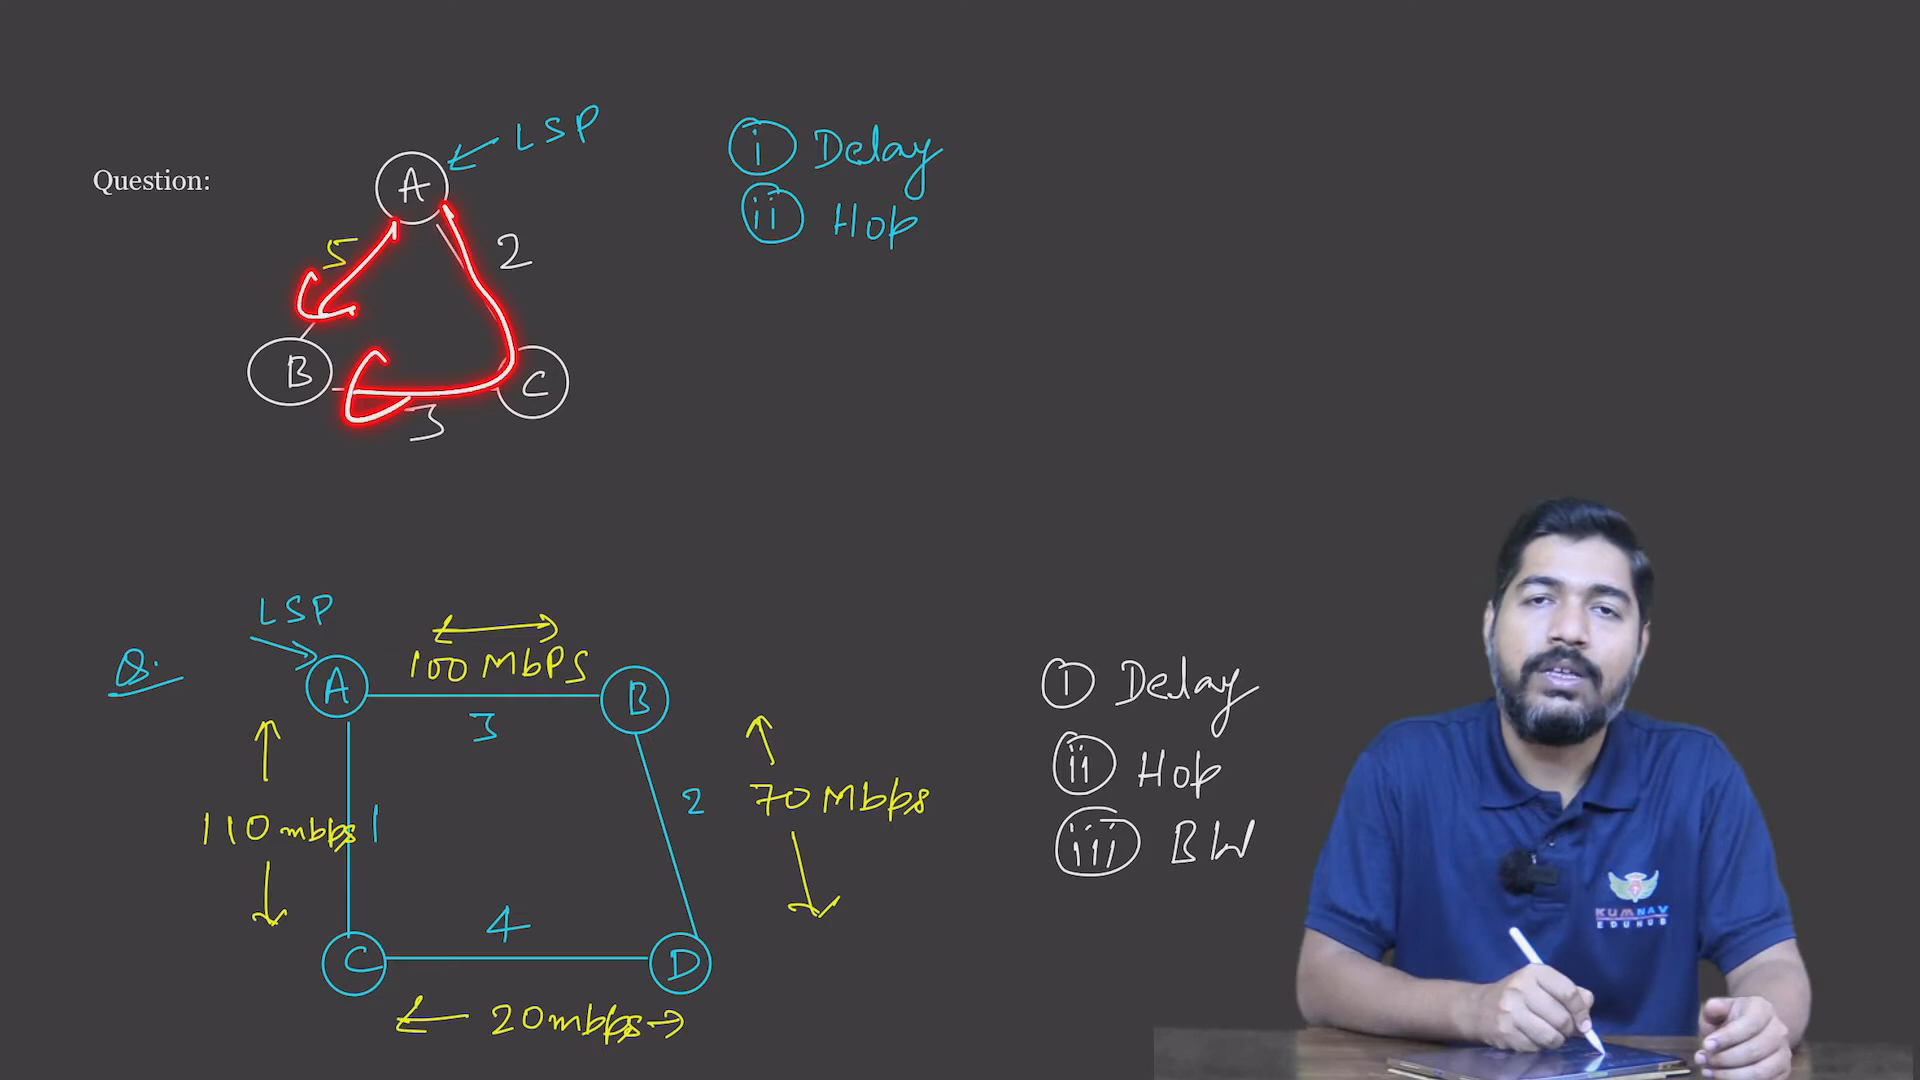 LSP
A
i Delay
Question:
ii Hop
5
2
B
C
3
LSP
Q.
A
100 MbPS
B
i Delay
3
ii Hop
2
70 Mbps
110 mbps 1
iii BW
KUMNAV
EDUHUB
4
C
D
20 mbps